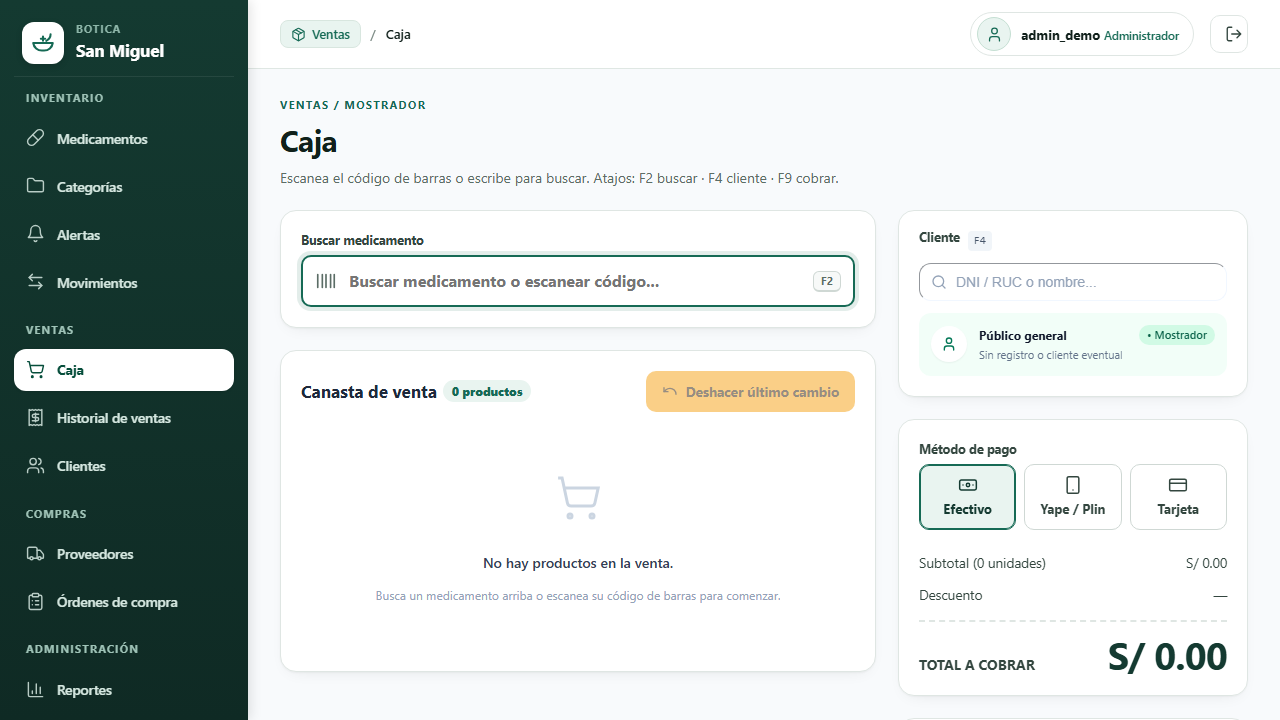 BOTICA
San Miguel
INVENTARIO
Medicamentos
Categorías
Alertas
Movimientos
VENTAS
Caja
Historial de ventas
Clientes
COMPRAS
Proveedores
Órdenes de compra
ADMINISTRACIÓN
Reportes
Ventas / Caja
admin_demo Administrador
VENTAS / MOSTRADOR
Caja
Escanea el código de barras o escribe para buscar. Atajos: F2 buscar · F4 cliente · F9 cobrar.
Buscar medicamento
Buscar medicamento o escanear código... F2
Canasta de venta 0 productos Deshacer último cambio
No hay productos en la venta.
Busca un medicamento arriba o escanea su código de barras para comenzar.
Cliente F4
DNI / RUC o nombre...
Público general • Mostrador
Sin registro o cliente eventual
Método de pago
Efectivo Yape / Plin Tarjeta
Subtotal (0 unidades) S/ 0.00
Descuento —
TOTAL A COBRAR S/ 0.00